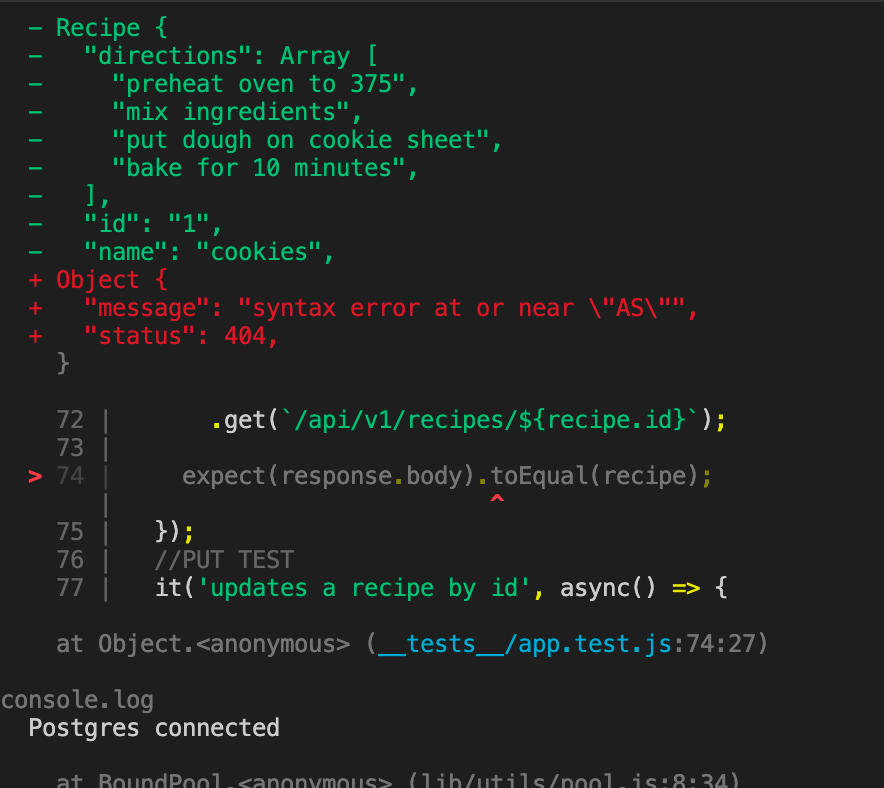 - Recipe {
-   "directions": Array [
-     "preheat oven to 375",
-     "mix ingredients",
-     "put dough on cookie sheet",
-     "bake for 10 minutes",
-   ],
-   "id": "1",
-   "name": "cookies",
+ Object {
+   "message": "syntax error at or near \"AS\"",
+   "status": 404,
  }
  72 |       .get(`/api/v1/recipes/${recipe.id}`);
  73 |
> 74 |     expect(response.body).toEqual(recipe);
     |                           ^
  75 |   });
  76 |   //PUT TEST
  77 |   it('updates a recipe by id', async() => {
  at Object.<anonymous> (__tests__/app.test.js:74:27)
console.log
  Postgres connected
    at BoundPool.<anonymous> (lib/utils/pool.js:8:34)